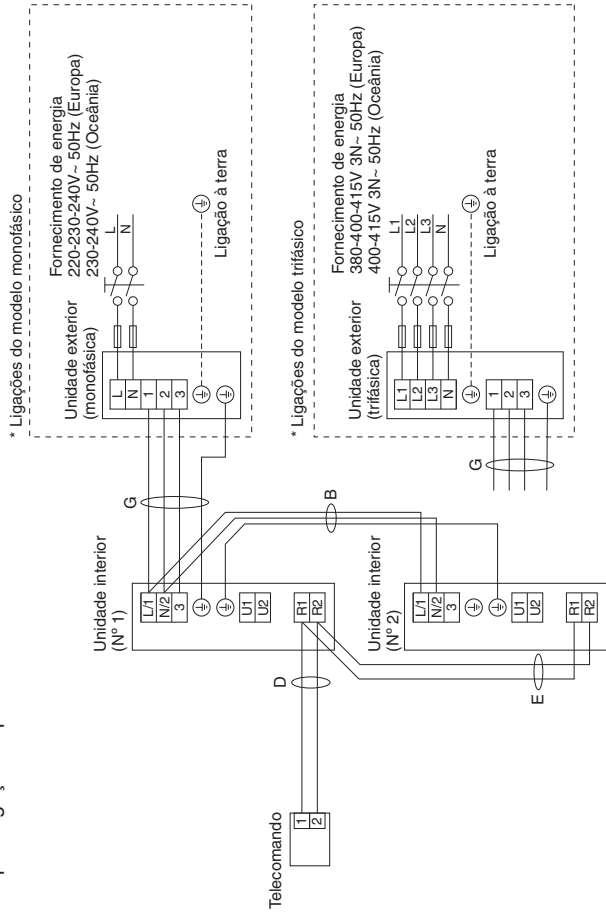 * Ligações do modelo monofásico
Unidade exterior
(monofásica)
Fornecimento de energia
220-230-240V~ 50Hz (Europa)
230-240V~ 50Hz (Oceânia)
L
N
L
N
1
2
3
Ligação à terra
G
Unidade interior
(Nº 1)
L/1
N/2
3
U1
U2
R1
R2
B
D
Telecomando
1
2
Unidade interior
(Nº 2)
L/1
N/2
3
U1
U2
R1
R2
E
* Ligações do modelo trifásico
Unidade exterior
(trifásica)
Fornecimento de energia
380-400-415V 3N~ 50Hz (Europa)
400-415V 3N~ 50Hz (Oceânia)
L1
L2
L3
N
L1
L2
L3
N
1
2
3
Ligação à terra
G